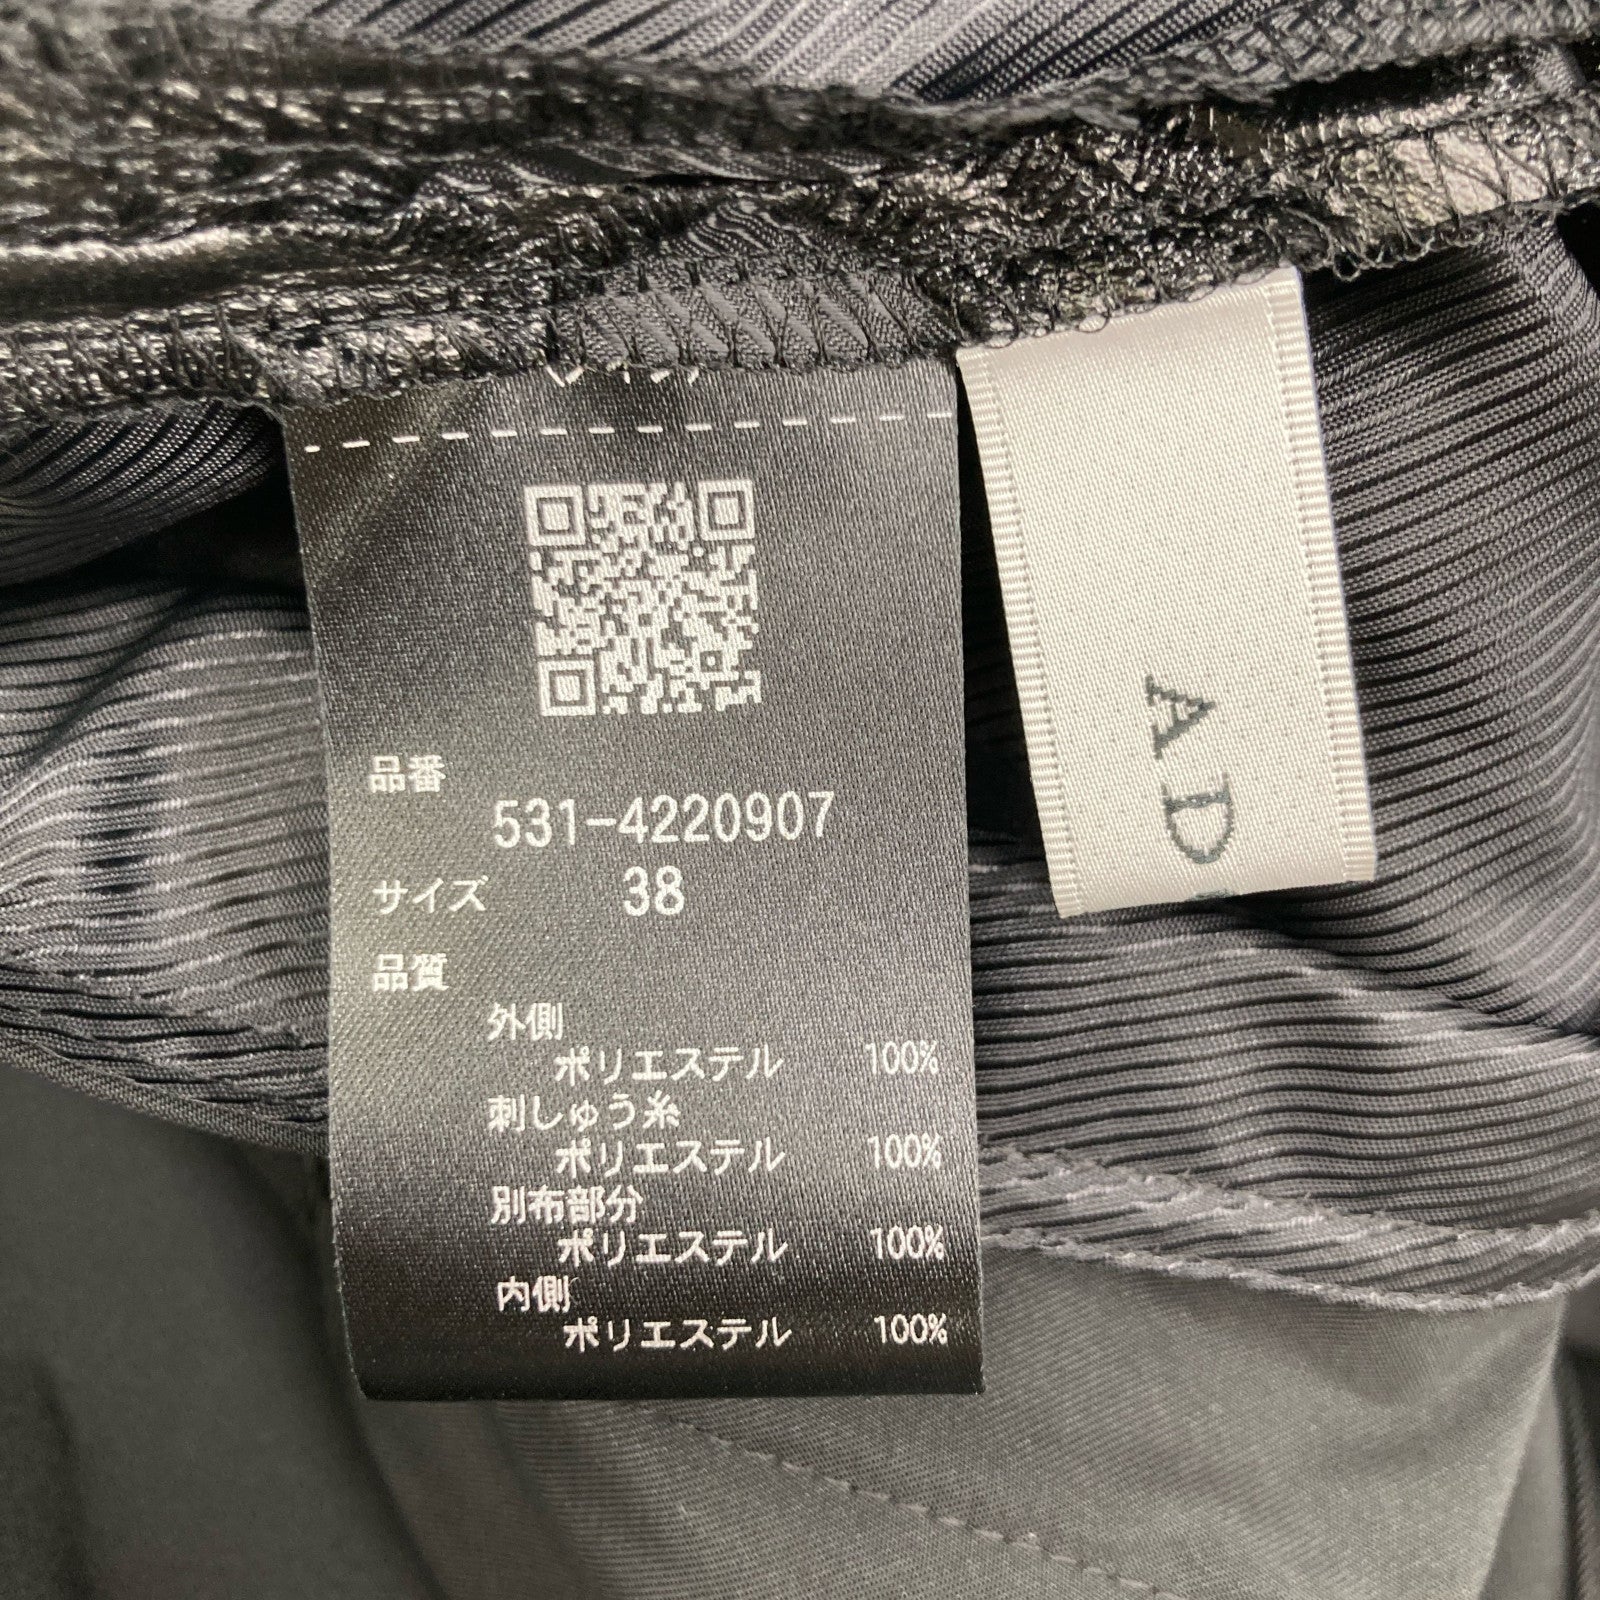 品番
531-4220907
サイズ 38
品質
外側
ポリエステル 100%
刺しゅう糸
ポリエステル 100%
別布部分
ポリエステル 100%
内側
ポリエステル 100%
A D